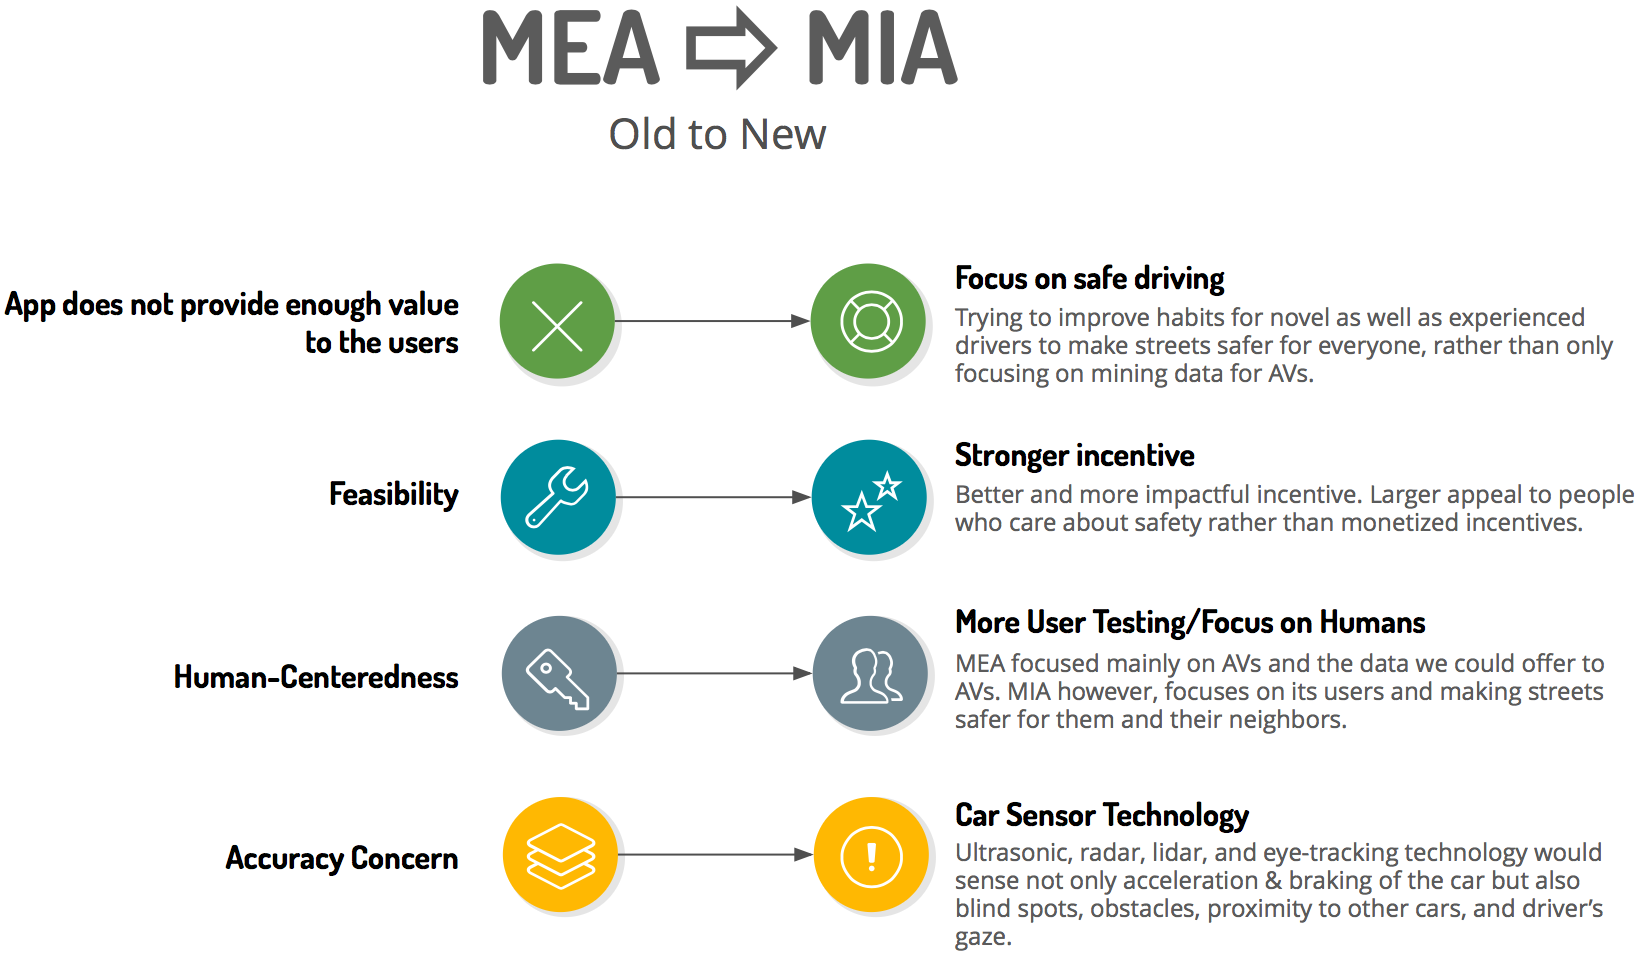 MEA MIA
Old to New
App does not provide enough value
to the users
Focus on safe driving
Trying to improve habits for novel as well as experienced
drivers to make streets safer for everyone, rather than only
focusing on mining data for AVs.
Feasibility
Stronger incentive
Better and more impactful incentive. Larger appeal to people
who care about safety rather than monetized incentives.
Human-Centeredness
More User Testing/Focus on Humans
MEA focused mainly on AVs and the data we could offer to
AVs. MIA however, focuses on its users and making streets
safer for them and their neighbors.
Accuracy Concern
Car Sensor Technology
Ultrasonic, radar, lidar, and eye-tracking technology would
sense not only acceleration & braking of the car but also
blind spots, obstacles, proximity to other cars, and driver’s
gaze.